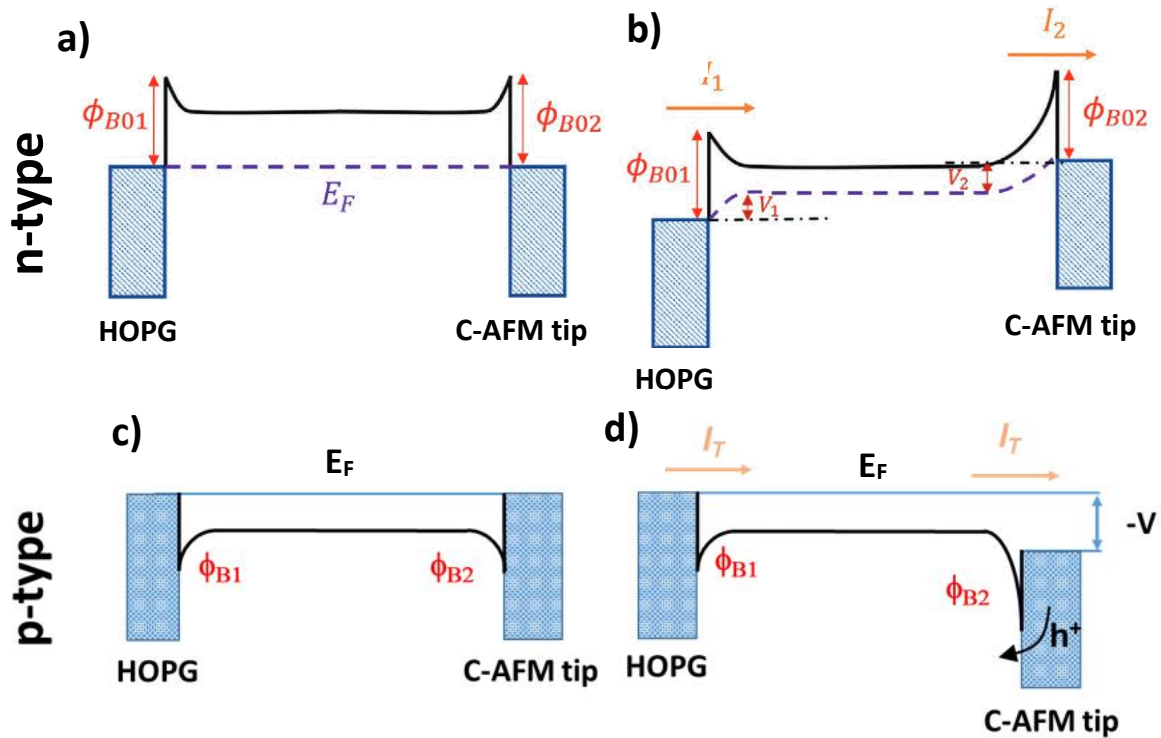 n-type
a)
ϕB01
ϕB02
EF
HOPG
C-AFM tip
b)
I1
I2
ϕB01
V1
V2
ϕB02
HOPG
C-AFM tip
p-type
c)
EF
ϕB1
ϕB2
HOPG
C-AFM tip
d)
IT
EF
IT
-V
ϕB1
ϕB2
h+
HOPG
C-AFM tip